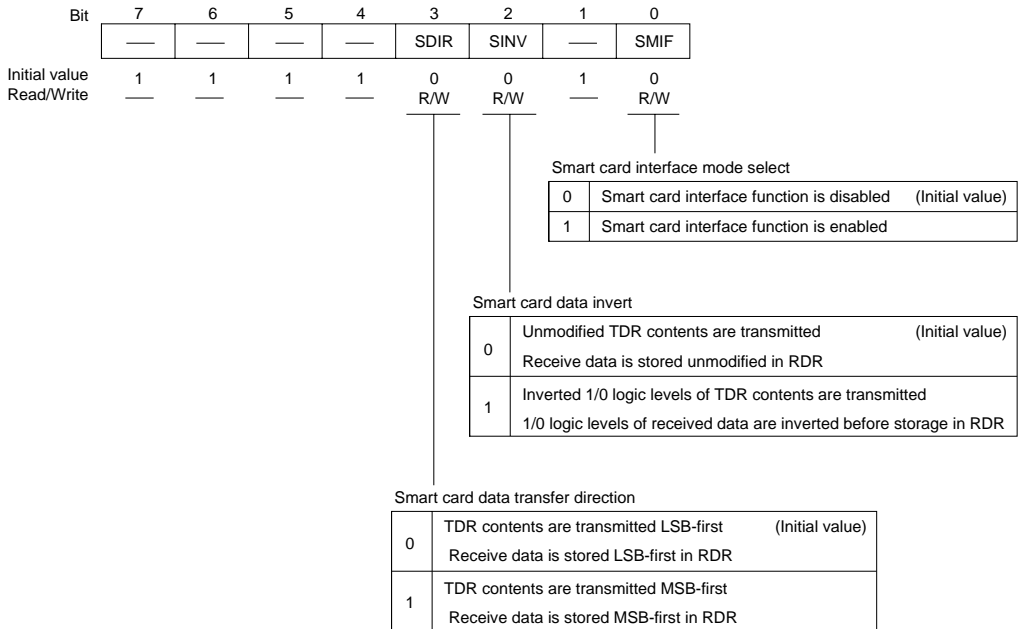 Bit 7 6 5 4 3 2 1 0
— — — — SDIR SINV — SMIF
Initial value 1 1 1 1 0 0 1 0
Read/Write — — — — R/W R/W — R/W
Smart card interface mode select
0 Smart card interface function is disabled (Initial value)
1 Smart card interface function is enabled
Smart card data invert
0 Unmodified TDR contents are transmitted (Initial value)
Receive data is stored unmodified in RDR
1 Inverted 1/0 logic levels of TDR contents are transmitted
1/0 logic levels of received data are inverted before storage in RDR
Smart card data transfer direction
0 TDR contents are transmitted LSB-first (Initial value)
Receive data is stored LSB-first in RDR
1 TDR contents are transmitted MSB-first
Receive data is stored MSB-first in RDR